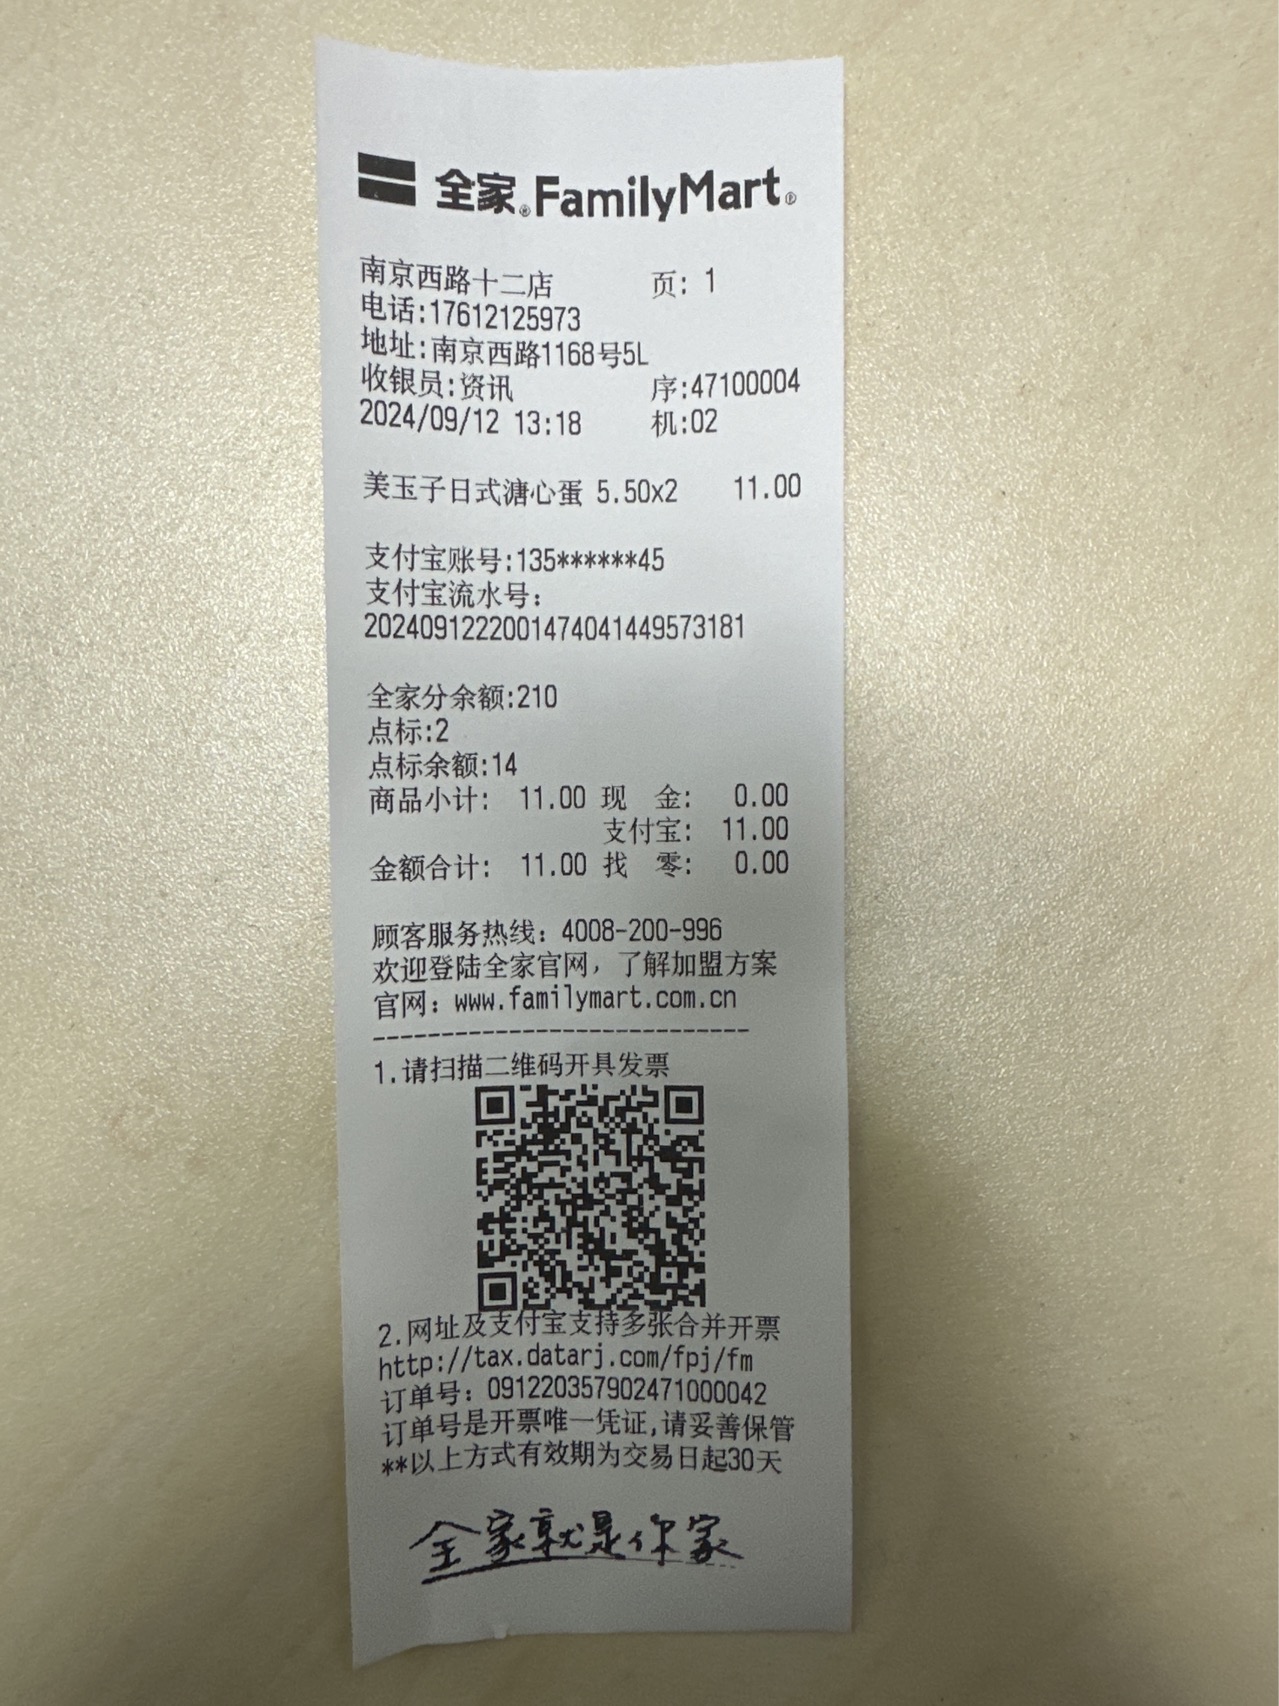 全家®FamilyMart®
南京西路十二店 页: 1
电话:17612125973
地址:南京西路1168号5L
收银员:资讯 序:47100004
2024/09/12 13:18 机:02
美玉子日式溏心蛋 5.50x2 11.00
支付宝账号:135******45
支付宝流水号:
2024091222001474041449573181
全家分余额:210
点标:2
点标余额:14
商品小计: 11.00 现 金: 0.00
支付宝: 11.00
金额合计: 11.00 找 零: 0.00
顾客服务热线: 4008-200-996
欢迎登陆全家官网, 了解加盟方案
官网: www.familymart.com.cn
----------------------------
1.请扫描二维码开具发票
2.网址及支付宝支持多张合并开票
http://tax.datarj.com/fpj/fm
订单号: 091220357902471000042
订单号是开票唯一凭证,请妥善保管
**以上方式有效期为交易日起30天
全家就是你家